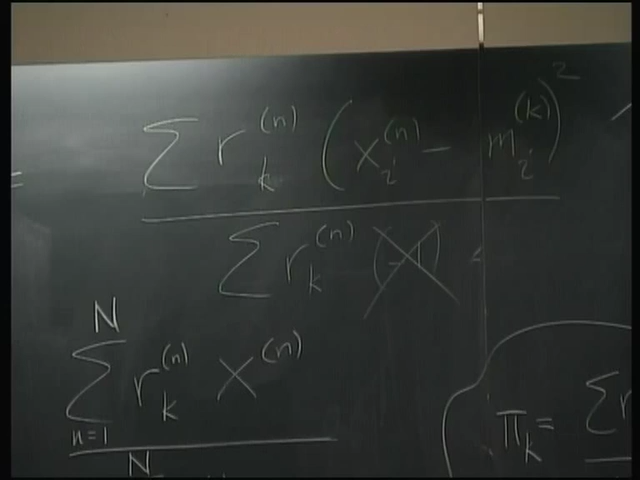 = Σ r_k^(n) (x_i^(n) − m_i^(k))^2
Σ r_k^(n)
N
Σ r_k^(n) x^(n)
n=1
N
π_k = Σ r